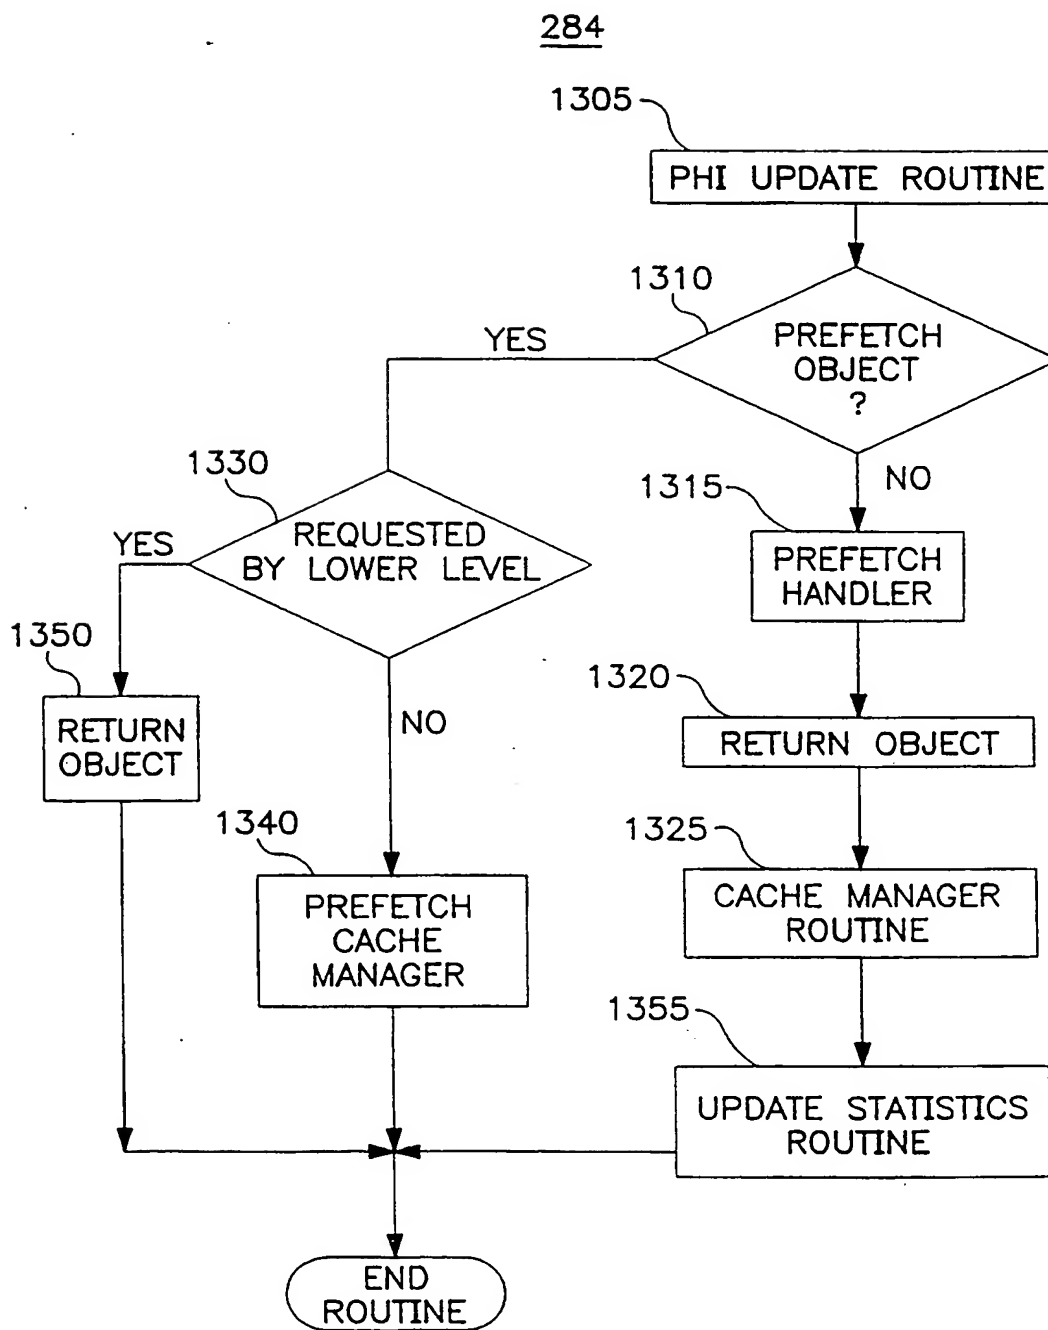 284
1305
PHI UPDATE ROUTINE
1310
PREFETCH
OBJECT
?
YES
NO
1330
REQUESTED
BY LOWER LEVEL
YES
NO
1315
PREFETCH
HANDLER
1350
RETURN
OBJECT
1320
RETURN OBJECT
1340
PREFETCH
CACHE
MANAGER
1325
CACHE MANAGER
ROUTINE
1355
UPDATE STATISTICS
ROUTINE
END
ROUTINE